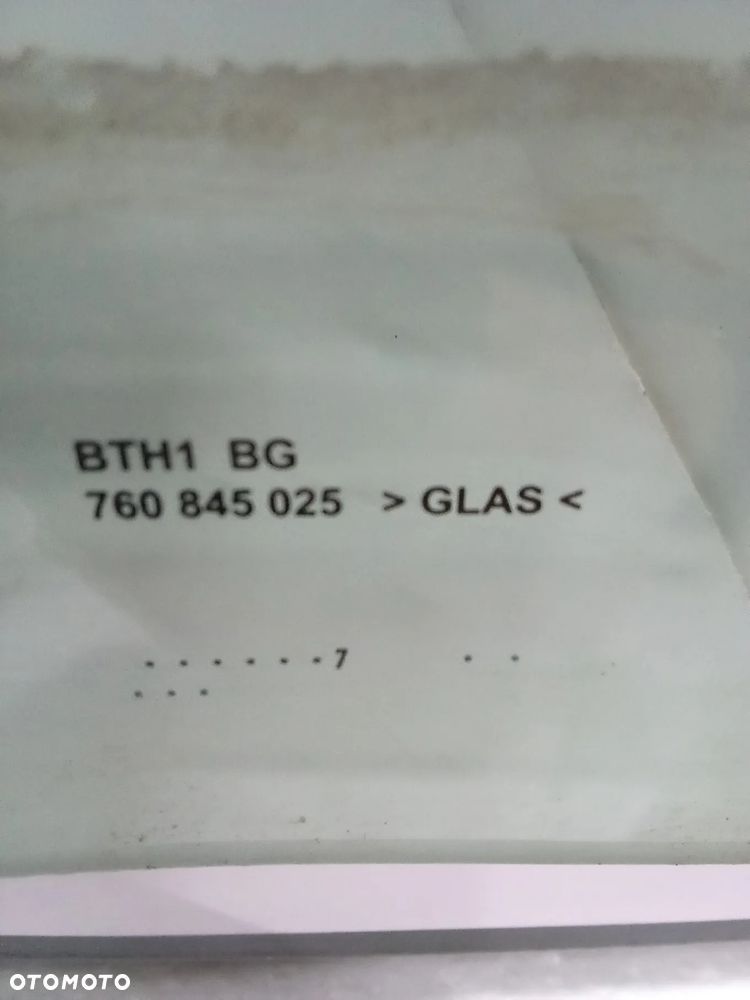 BTH1 BG
760 845 025 > GLAS <
. . . . . . 7 . .
. . .
OTOMOTO